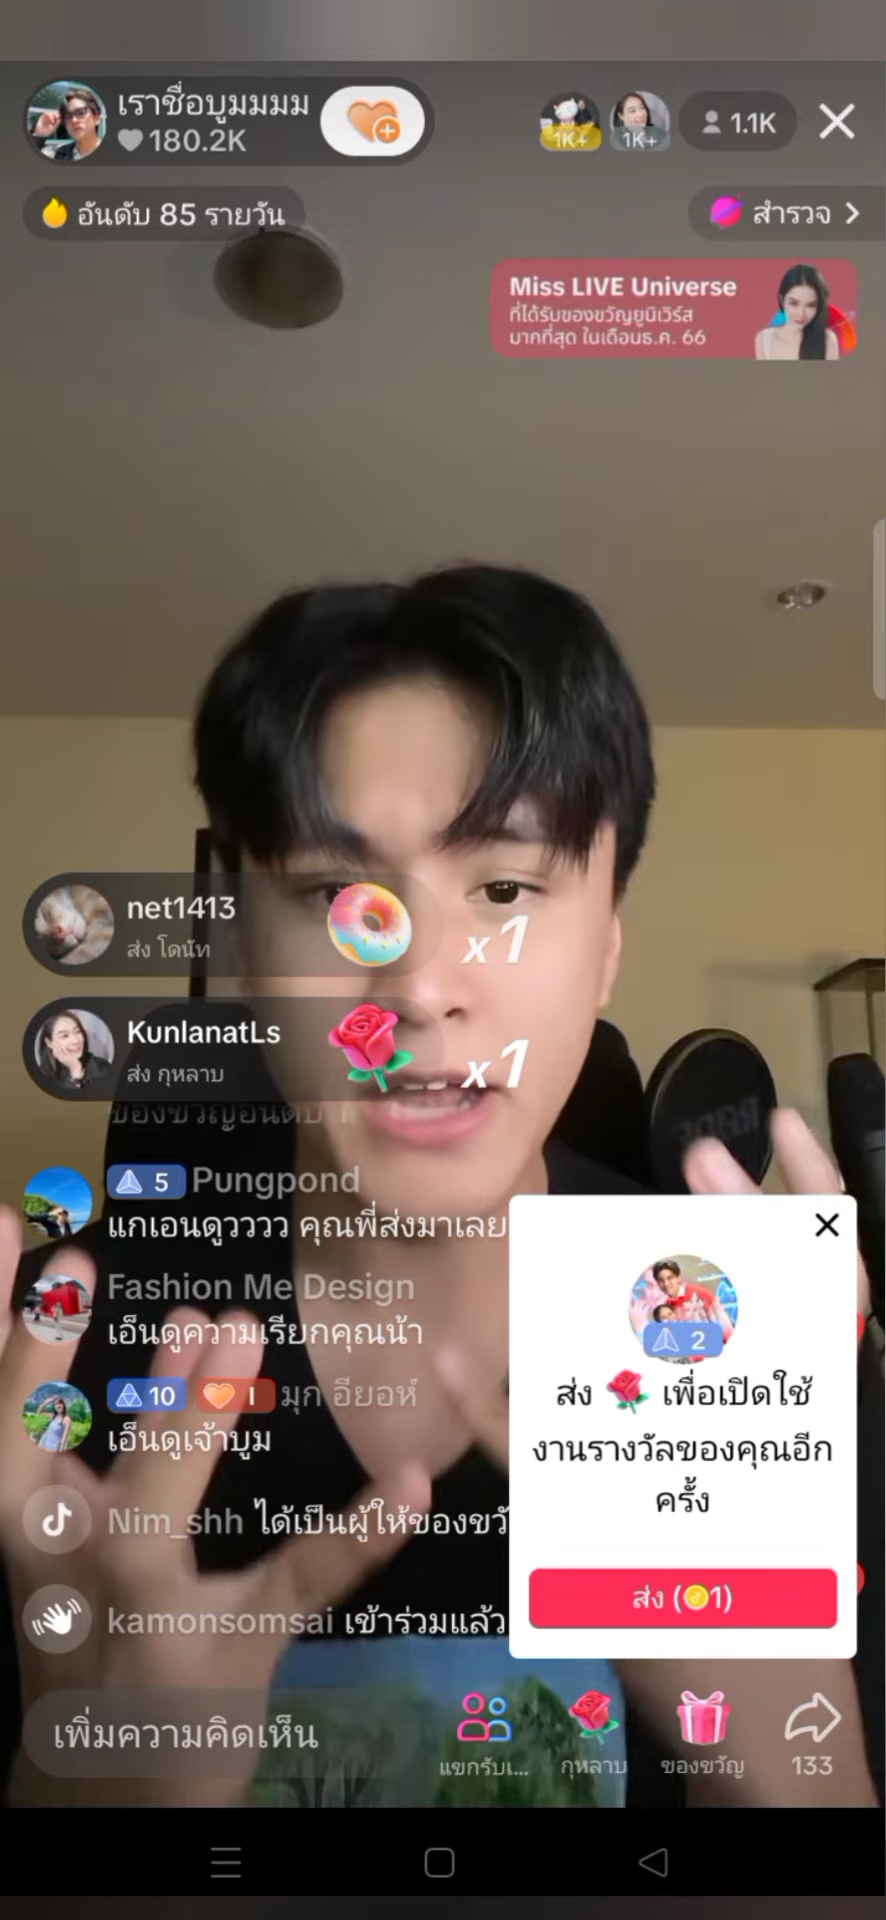 เราชื่อบูมมมม
180.2K
1K+
1K+
1.1K
อันดับ 85 รายวัน
สำรวจ
Miss LIVE Universe
ที่ได้รับของขวัญยูนิเวิร์ส
มากที่สุด ในเดือนธ.ค. 66
net1413
ส่ง โดนัท
x1
KunlanatLs
ส่ง กุหลาบ
x1
ของขวัญอันดับ 1
5 Pungpond
แกเอนดูวววว คุณพี่ส่งมาเลย
Fashion Me Design
เอ็นดูความเรียกคุณน้า
10 I มุก อียอห์
เอ็นดูเจ้าบูม
Nim_shh ได้เป็นผู้ให้ของขวั
kamonsomsai เข้าร่วมแล้ว
2
ส่ง เพื่อเปิดใช้
งานรางวัลของคุณอีก
ครั้ง
ส่ง (1)
เพิ่มความคิดเห็น
แขกรับเ...
กุหลาบ
ของขวัญ
133